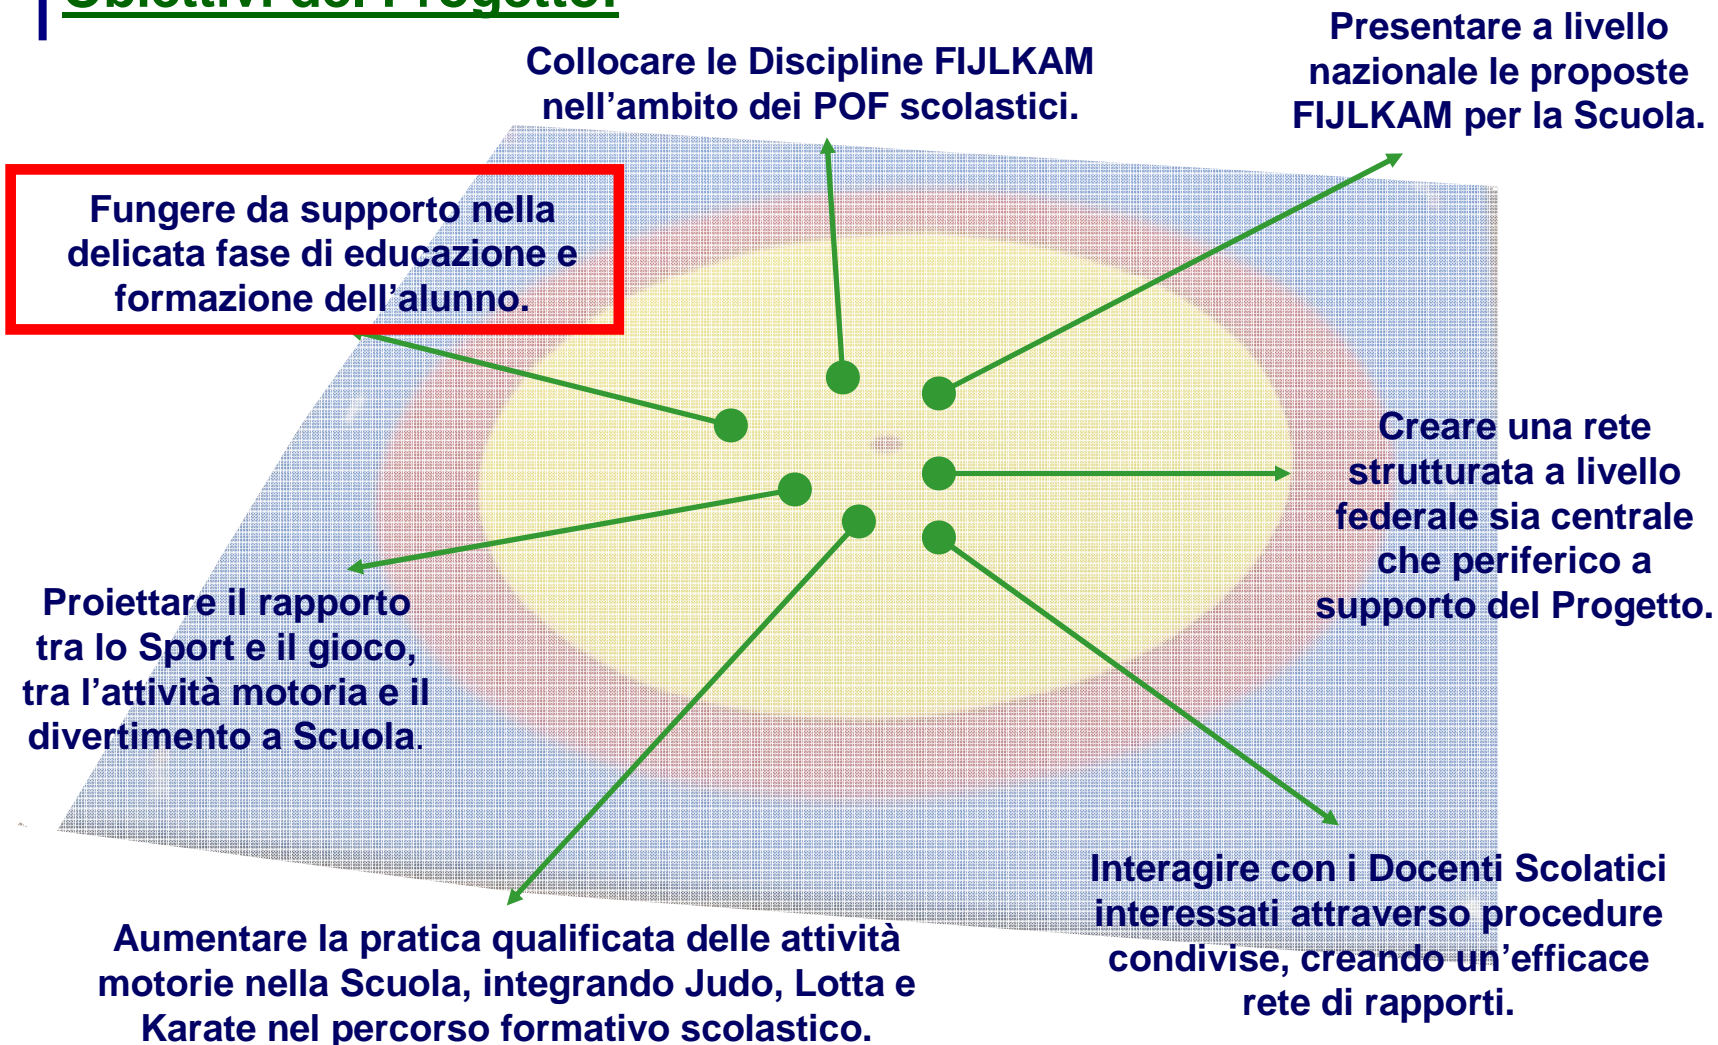 Obiettivi del Progetto:
Collocare le Discipline FIJLKAM
nell’ambito dei POF scolastici.
Presentare a livello
nazionale le proposte
FIJLKAM per la Scuola.
Fungere da supporto nella
delicata fase di educazione e
formazione dell’alunno.
Creare una rete
strutturata a livello
federale sia centrale
che periferico a
supporto del Progetto.
Proiettare il rapporto
tra lo Sport e il gioco,
tra l’attività motoria e il
divertimento a Scuola.
Interagire con i Docenti Scolatici
interessati attraverso procedure
condivise, creando un’efficace
rete di rapporti.
Aumentare la pratica qualificata delle attività
motorie nella Scuola, integrando Judo, Lotta e
Karate nel percorso formativo scolastico.